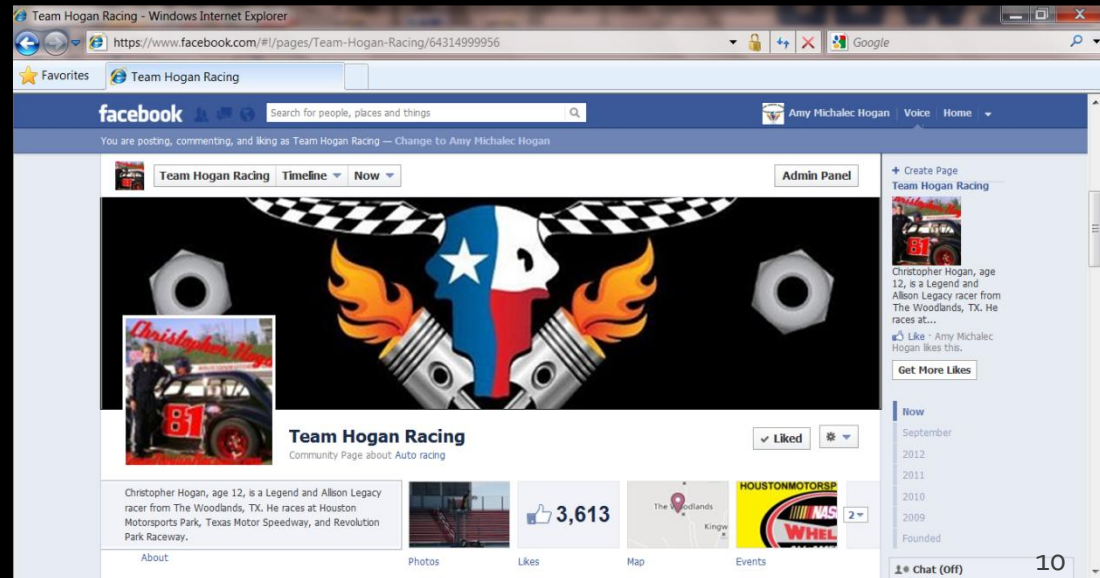 Team Hogan Racing - Windows Internet Explorer
https://www.facebook.com/#!/pages/Team-Hogan-Racing/64314999956
Google
Favorites
Team Hogan Racing
facebook
Search for people, places and things
Amy Michalec Hogan Voice Home
You are posting, commenting, and liking as Team Hogan Racing — Change to Amy Michalec Hogan
Team Hogan Racing Timeline Now
Admin Panel
+ Create Page
Team Hogan Racing
81
Christopher Hogan, age
12, is a Legend and
Allison Legacy racer from
The Woodlands, TX. He
races at...
Like · Amy Michalec
Hogan likes this.
Get More Likes
Now
September
2012
2011
2010
2009
Founded
Chat (Off)
Christopher Hogan
81
Team Hogan Racing
Community Page about Auto racing
Liked
Christopher Hogan, age 12, is a Legend and Allison Legacy
racer from The Woodlands, TX. He races at Houston
Motorsports Park, Texas Motor Speedway, and Revolution
Park Raceway.
About
Photos
3,613
Likes
The Woodlands
Kingw
Map
HOUSTONMOTORSP
NAS
WHEL
Events
2
10